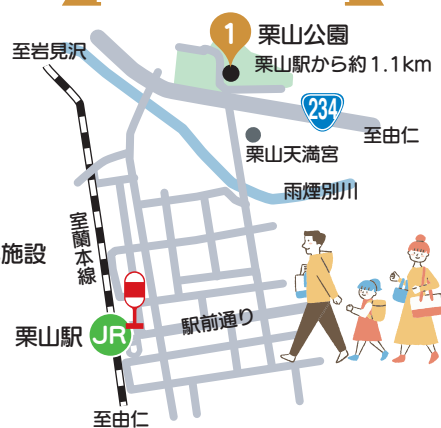 1
栗山公園
栗山駅から約1.1km
至岩見沢
234
至由仁
栗山天満宮
雨煙別川
室蘭本線
施設
駅前通り
栗山駅
JR
至由仁